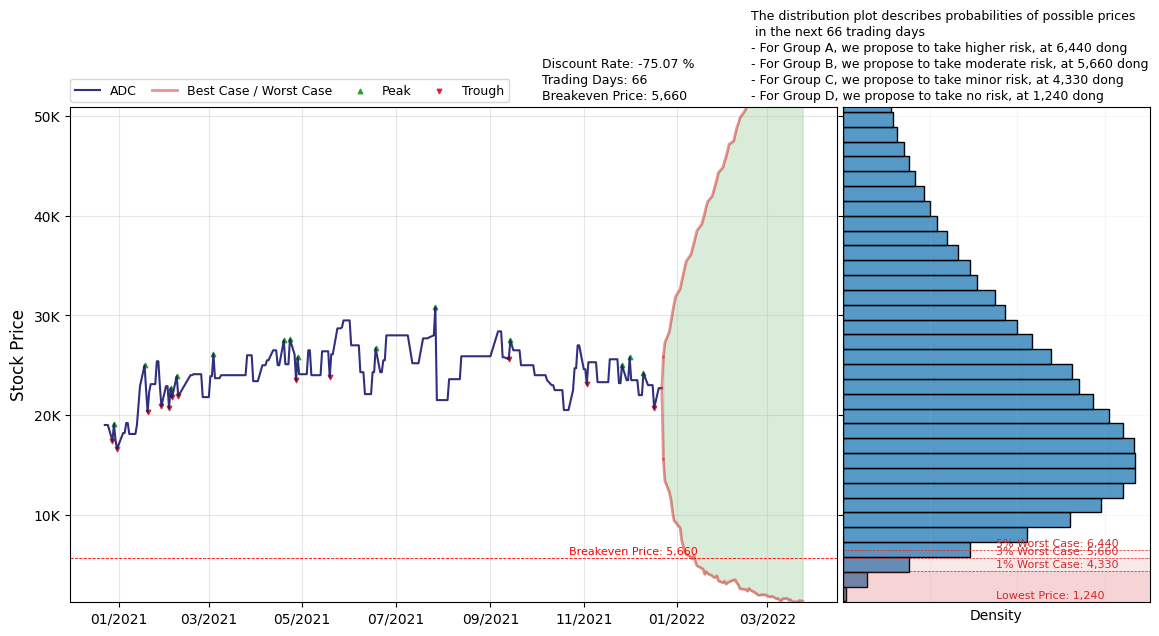 The distribution plot describes probabilities of possible prices
in the next 66 trading days
- For Group A, we propose to take higher risk, at 6,440 dong
- For Group B, we propose to take moderate risk, at 5,660 dong
- For Group C, we propose to take minor risk, at 4,330 dong
- For Group D, we propose to take no risk, at 1,240 dong
Discount Rate: -75.07 %
Trading Days: 66
Breakeven Price: 5,660
ADC
Best Case / Worst Case
Peak
Trough
Stock Price
50K
40K
30K
20K
10K
Breakeven Price: 5,660
5% Worst Case: 6,440
3% Worst Case: 5,660
1% Worst Case: 4,330
Lowest Price: 1,240
01/2021
03/2021
05/2021
07/2021
09/2021
11/2021
01/2022
03/2022
Density